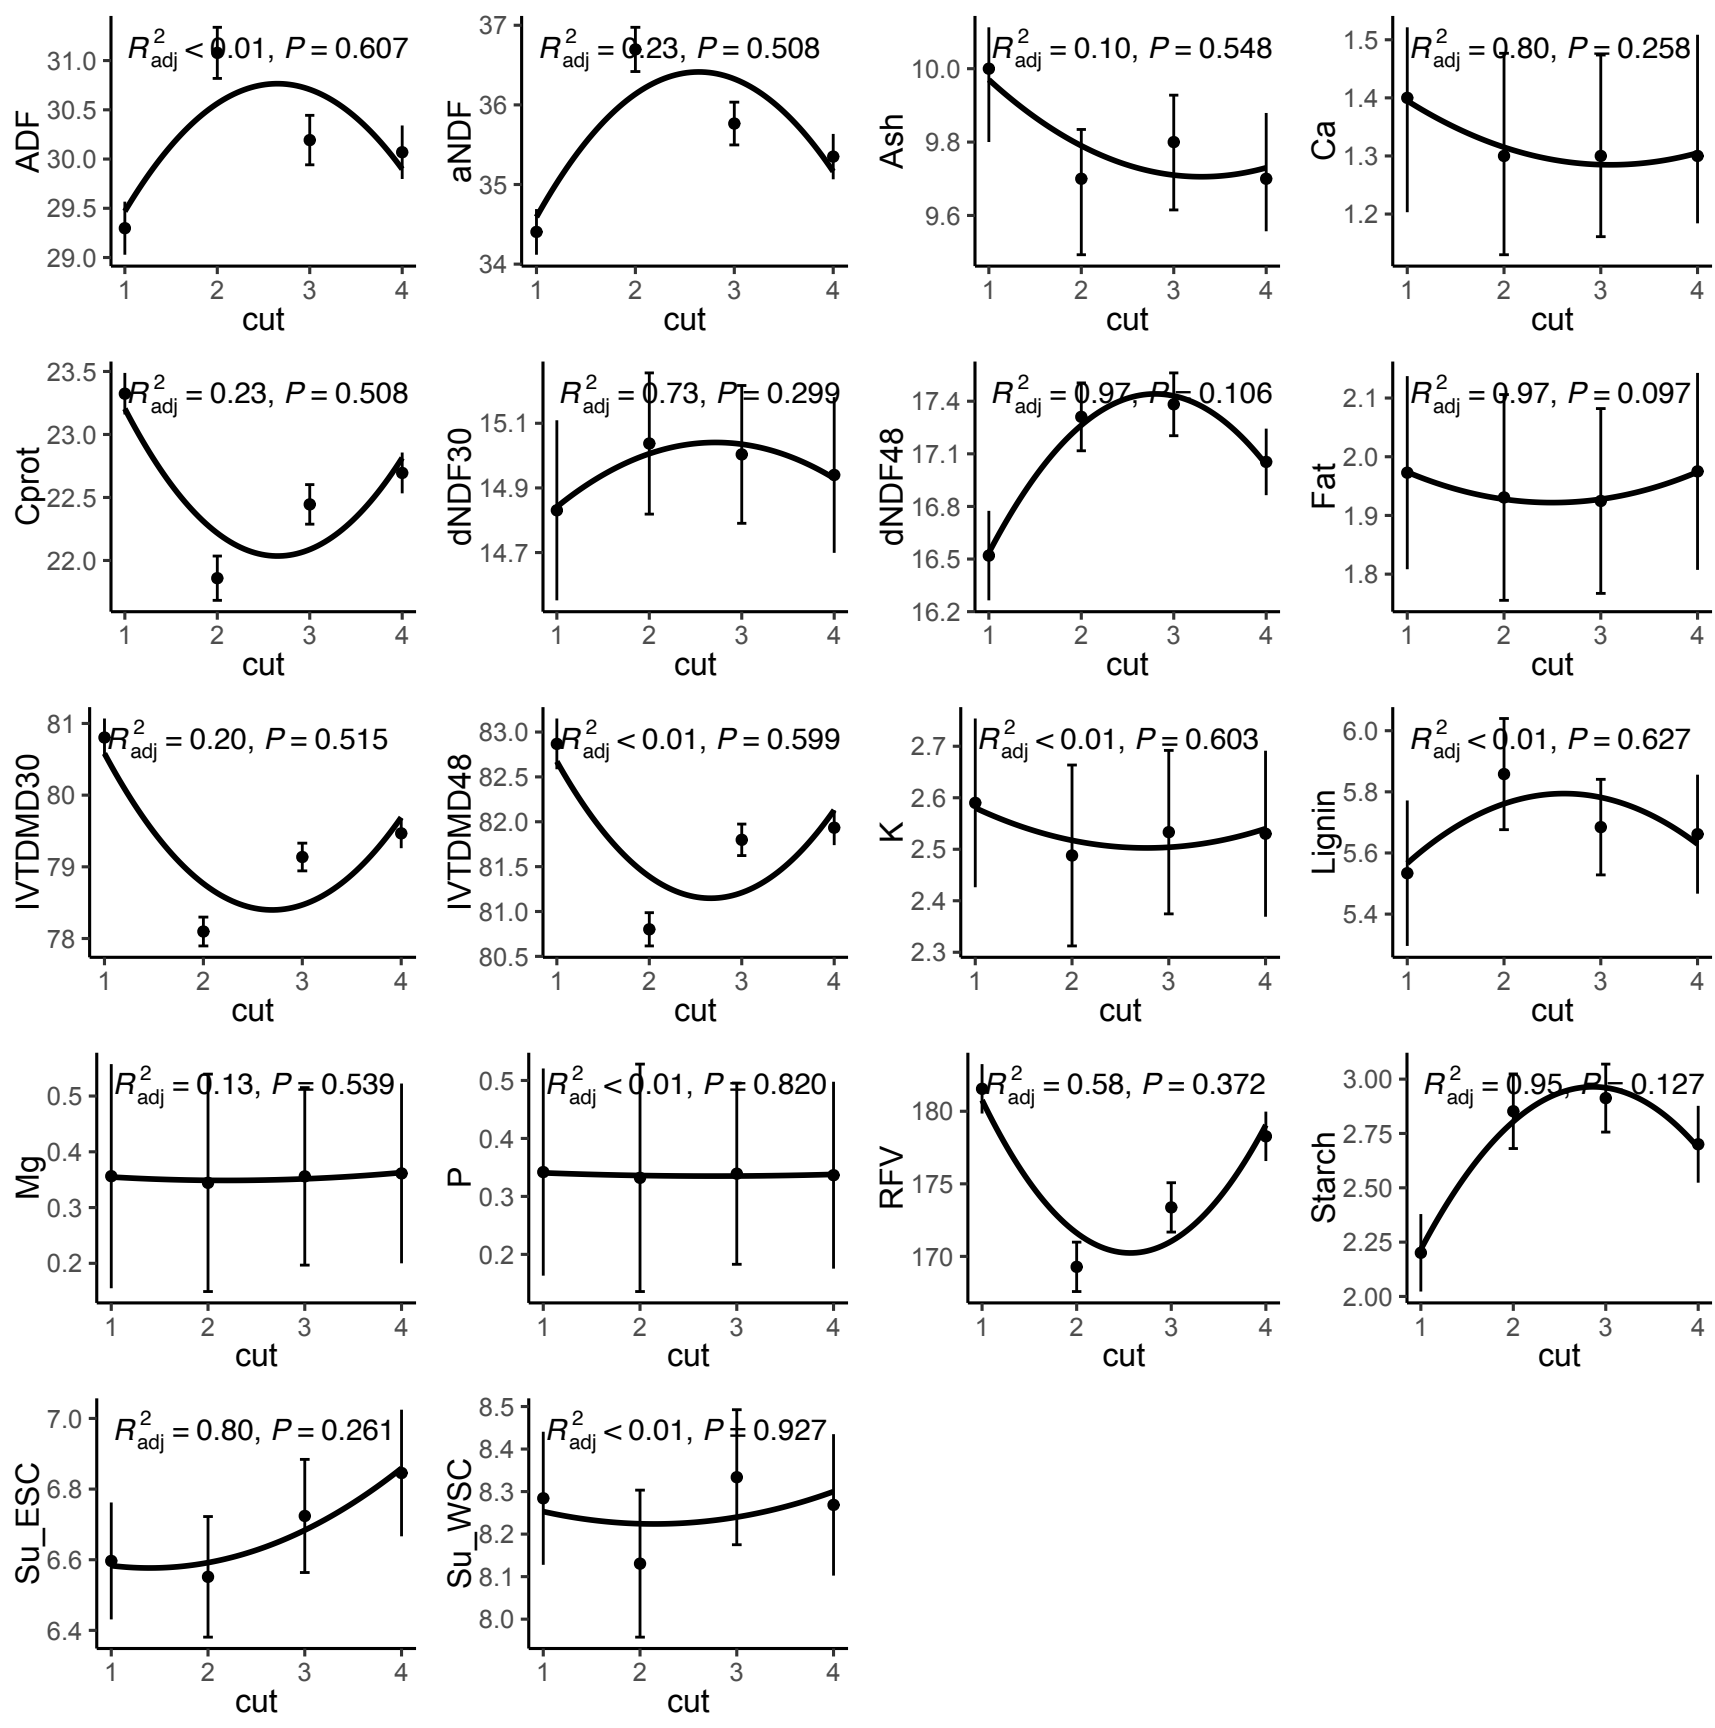 R²adj < 0.01, P = 0.607
ADF
31.0
30.5
30.0
29.5
29.0
1 2 3 4
cut
R²adj = 0.23, P = 0.508
aNDF
37
36
35
34
1 2 3 4
cut
R²adj = 0.10, P = 0.548
Ash
10.0
9.8
9.6
1 2 3 4
cut
R²adj = 0.80, P = 0.258
Ca
1.5
1.4
1.3
1.2
1 2 3 4
cut
R²adj = 0.23, P = 0.508
Cprot
23.5
23.0
22.5
22.0
1 2 3 4
cut
R²adj = 0.73, P = 0.299
dNDF30
15.1
14.9
14.7
1 2 3 4
cut
R²adj = 0.97, P = 0.106
dNDF48
17.4
17.1
16.8
16.5
16.2
1 2 3 4
cut
R²adj = 0.97, P = 0.097
Fat
2.1
2.0
1.9
1.8
1 2 3 4
cut
R²adj = 0.20, P = 0.515
IVTDMD30
81
80
79
78
1 2 3 4
cut
R²adj < 0.01, P = 0.599
IVTDMD48
83.0
82.5
82.0
81.5
81.0
80.5
1 2 3 4
cut
R²adj < 0.01, P = 0.603
K
2.7
2.6
2.5
2.4
2.3
1 2 3 4
cut
R²adj < 0.01, P = 0.627
Lignin
6.0
5.8
5.6
5.4
1 2 3 4
cut
R²adj = 0.13, P = 0.539
Mg
0.5
0.4
0.3
0.2
1 2 3 4
cut
R²adj < 0.01, P = 0.820
P
0.5
0.4
0.3
0.2
1 2 3 4
cut
R²adj = 0.58, P = 0.372
RFV
180
175
170
1 2 3 4
cut
R²adj = 0.95, P = 0.127
Starch
3.00
2.75
2.50
2.25
2.00
1 2 3 4
cut
R²adj = 0.80, P = 0.261
Su_ESC
7.0
6.8
6.6
6.4
1 2 3 4
cut
R²adj < 0.01, P = 0.927
Su_WSC
8.5
8.4
8.3
8.2
8.1
8.0
1 2 3 4
cut